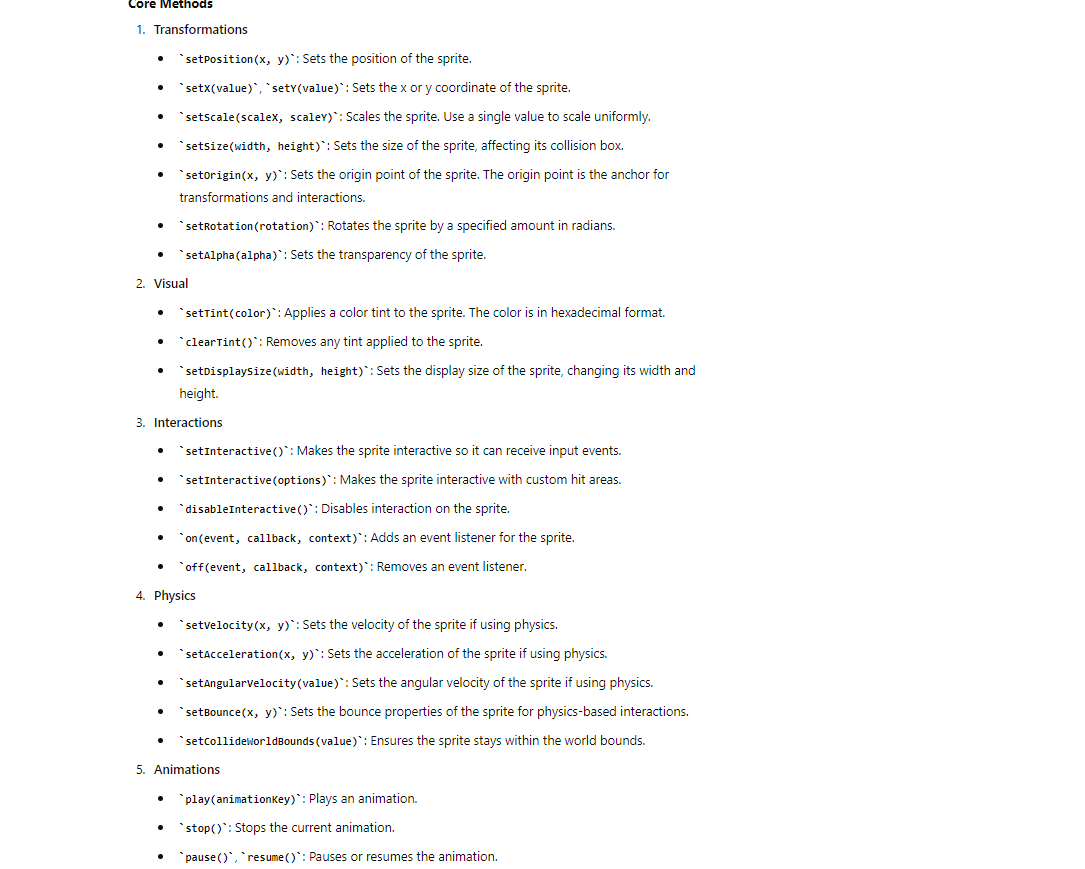 Core Methods
1. Transformations
• `setPosition(x, y)`: Sets the position of the sprite.
• `setX(value)`, `setY(value)`: Sets the x or y coordinate of the sprite.
• `setScale(scaleX, scaleY)`: Scales the sprite. Use a single value to scale uniformly.
• `setSize(width, height)`: Sets the size of the sprite, affecting its collision box.
• `setOrigin(x, y)`: Sets the origin point of the sprite. The origin point is the anchor for
transformations and interactions.
• `setRotation(rotation)`: Rotates the sprite by a specified amount in radians.
• `setAlpha(alpha)`: Sets the transparency of the sprite.
2. Visual
• `setTint(color)`: Applies a color tint to the sprite. The color is in hexadecimal format.
• `clearTint()`: Removes any tint applied to the sprite.
• `setDisplaySize(width, height)`: Sets the display size of the sprite, changing its width and
height.
3. Interactions
• `setInteractive()`: Makes the sprite interactive so it can receive input events.
• `setInteractive(options)`: Makes the sprite interactive with custom hit areas.
• `disableInteractive()`: Disables interaction on the sprite.
• `on(event, callback, context)`: Adds an event listener for the sprite.
• `off(event, callback, context)`: Removes an event listener.
4. Physics
• `setVelocity(x, y)`: Sets the velocity of the sprite if using physics.
• `setAcceleration(x, y)`: Sets the acceleration of the sprite if using physics.
• `setAngularVelocity(value)`: Sets the angular velocity of the sprite if using physics.
• `setBounce(x, y)`: Sets the bounce properties of the sprite for physics-based interactions.
• `setCollideWorldBounds(value)`: Ensures the sprite stays within the world bounds.
5. Animations
• `play(animationKey)`: Plays an animation.
• `stop()`: Stops the current animation.
• `pause()`, `resume()`: Pauses or resumes the animation.